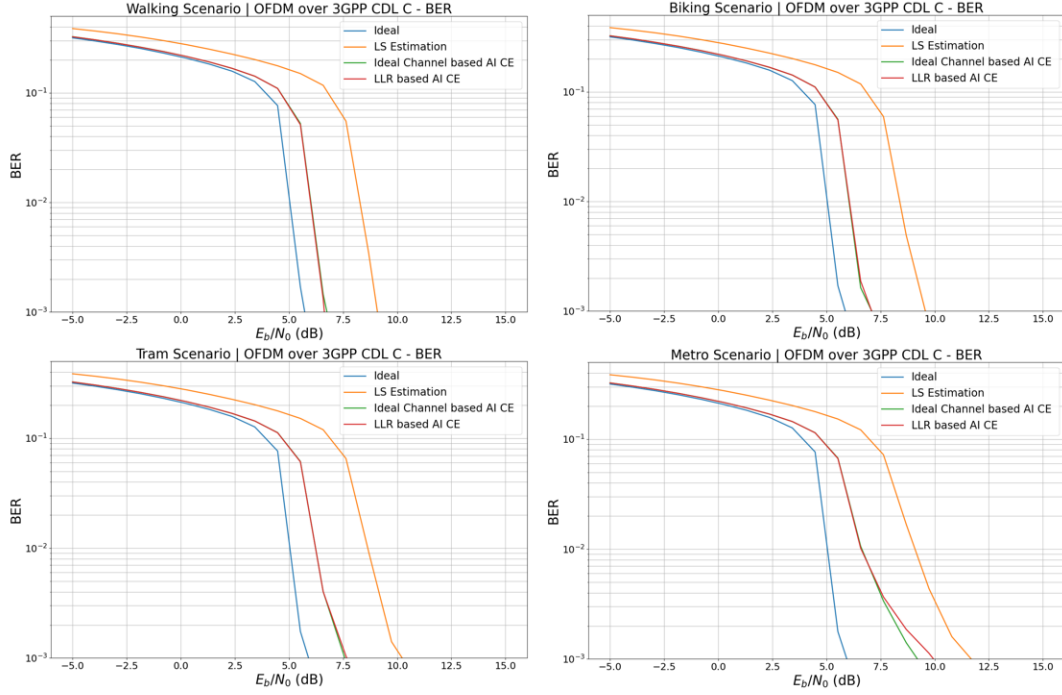 Walking Scenario | OFDM over 3GPP CDL C - BER
Ideal
LS Estimation
Ideal Channel based AI CE
LLR based AI CE
10⁻¹
10⁻²
10⁻³
BER
−5.0 −2.5 0.0 2.5 5.0 7.5 10.0 12.5 15.0
E_b/N_0 (dB)
Biking Scenario | OFDM over 3GPP CDL C - BER
Ideal
LS Estimation
Ideal Channel based AI CE
LLR based AI CE
10⁻¹
10⁻²
10⁻³
BER
−5.0 −2.5 0.0 2.5 5.0 7.5 10.0 12.5 15.0
E_b/N_0 (dB)
Tram Scenario | OFDM over 3GPP CDL C - BER
Ideal
LS Estimation
Ideal Channel based AI CE
LLR based AI CE
10⁻¹
10⁻²
10⁻³
BER
−5.0 −2.5 0.0 2.5 5.0 7.5 10.0 12.5 15.0
E_b/N_0 (dB)
Metro Scenario | OFDM over 3GPP CDL C - BER
Ideal
LS Estimation
Ideal Channel based AI CE
LLR based AI CE
10⁻¹
10⁻²
10⁻³
BER
−5.0 −2.5 0.0 2.5 5.0 7.5 10.0 12.5 15.0
E_b/N_0 (dB)